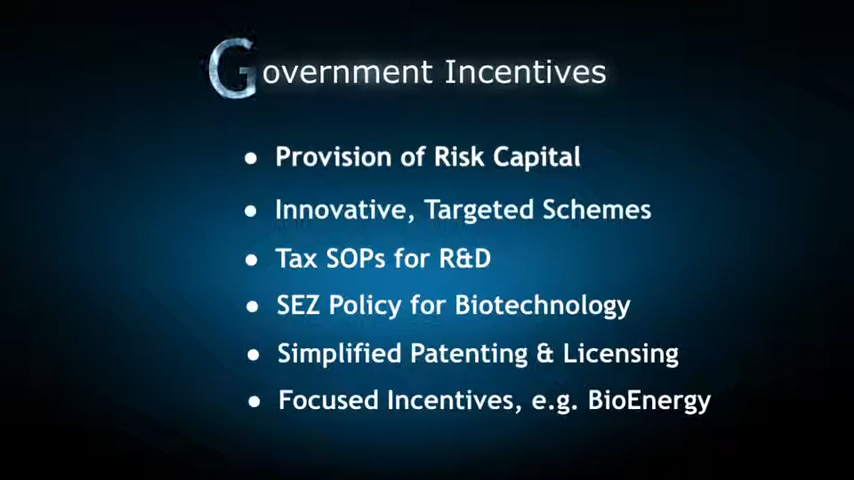 Government Incentives
• Provision of Risk Capital
• Innovative, Targeted Schemes
• Tax SOPs for R&D
• SEZ Policy for Biotechnology
• Simplified Patenting & Licensing
• Focused Incentives, e.g. BioEnergy